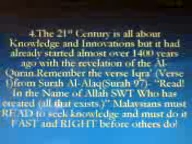 4.The 21st Century is all about
Knowledge and Innovations but it had
already started almost over 1400 years
ago with the revelation of the Al-
Quran.Remember the verse Iqra' (Verse
1)from Surah Al-Alaq(Surah 97)- "Read!
In the Name of Allah SWT Who has
created (all that exists)." Malaysians must
READ to seek knowledge and must do it
FAST and RIGHT before others do!